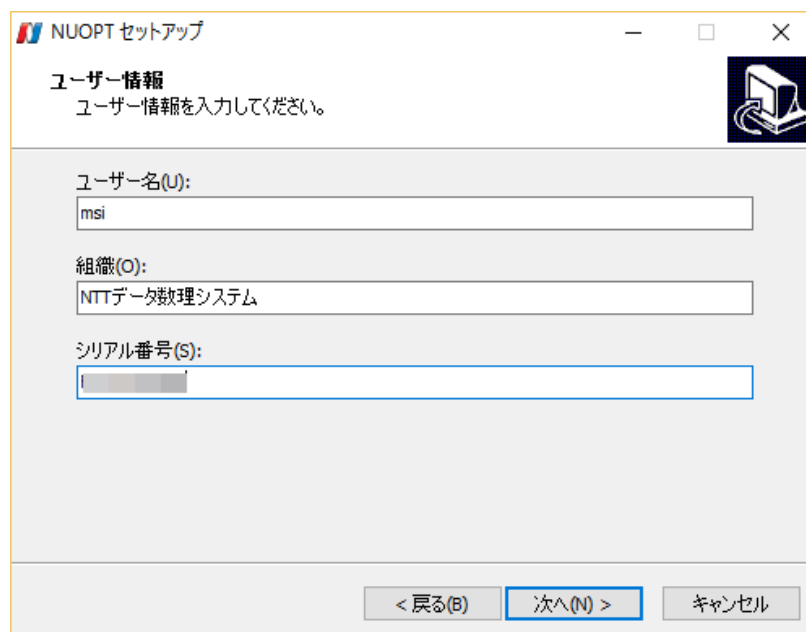 NUOPT セットアップ
ユーザー情報
ユーザー情報を入力してください。
ユーザー名(U):
msi
組織(O):
NTTデータ数理システム
シリアル番号(S):
< 戻る(B)
次へ(N) >
キャンセル